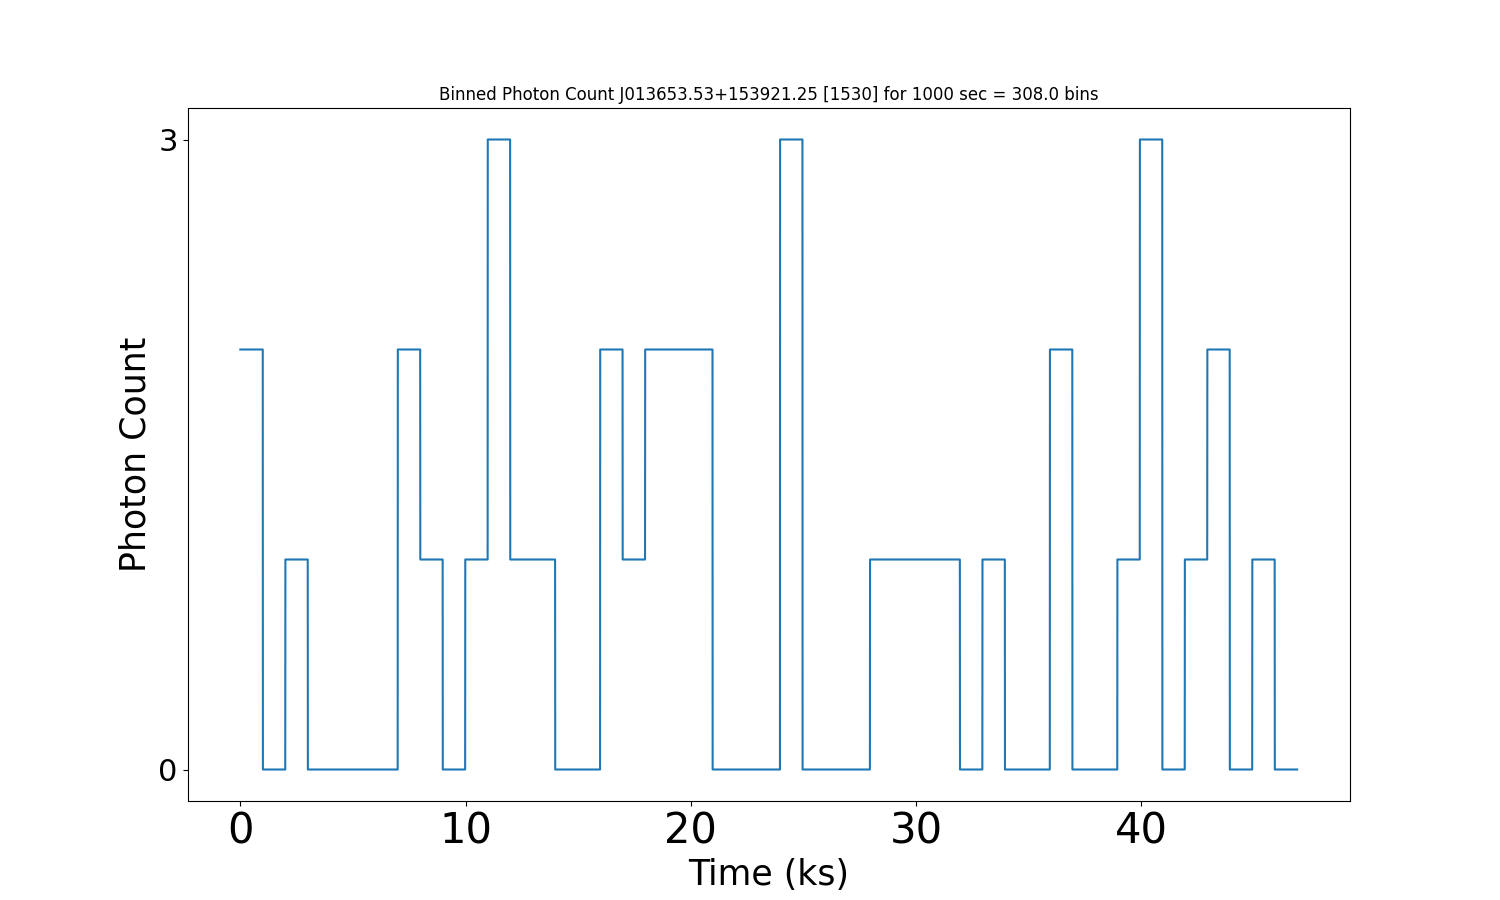 Binned Photon Count J013653.53+153921.25 [1530] for 1000 sec = 308.0 bins
3
Photon Count
0
0 10 20 30 40
Time (ks)